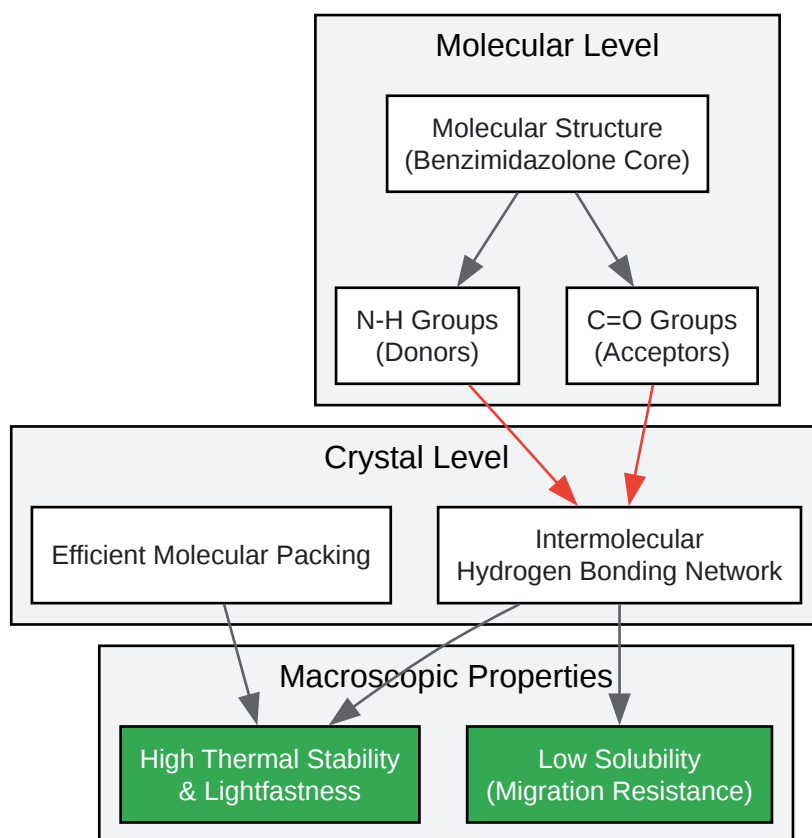 Molecular Level
Molecular Structure
(Benzimidazolone Core)
N-H Groups
(Donors)
C=O Groups
(Acceptors)
Crystal Level
Efficient Molecular Packing
Intermolecular
Hydrogen Bonding Network
Macroscopic Properties
High Thermal Stability
& Lightfastness
Low Solubility
(Migration Resistance)